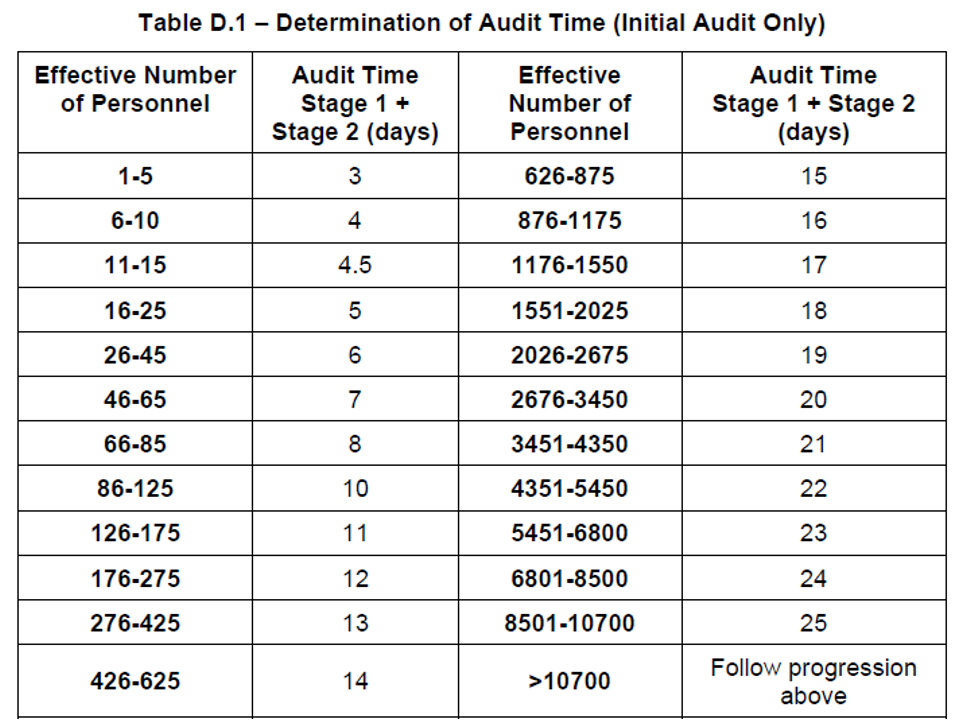 Table D.1 – Determination of Audit Time (Initial Audit Only)
Effective Number of Personnel | Audit Time Stage 1 + Stage 2 (days) | Effective Number of Personnel | Audit Time Stage 1 + Stage 2 (days)
1-5 | 3 | 626-875 | 15
6-10 | 4 | 876-1175 | 16
11-15 | 4.5 | 1176-1550 | 17
16-25 | 5 | 1551-2025 | 18
26-45 | 6 | 2026-2675 | 19
46-65 | 7 | 2676-3450 | 20
66-85 | 8 | 3451-4350 | 21
86-125 | 10 | 4351-5450 | 22
126-175 | 11 | 5451-6800 | 23
176-275 | 12 | 6801-8500 | 24
276-425 | 13 | 8501-10700 | 25
426-625 | 14 | >10700 | Follow progression above